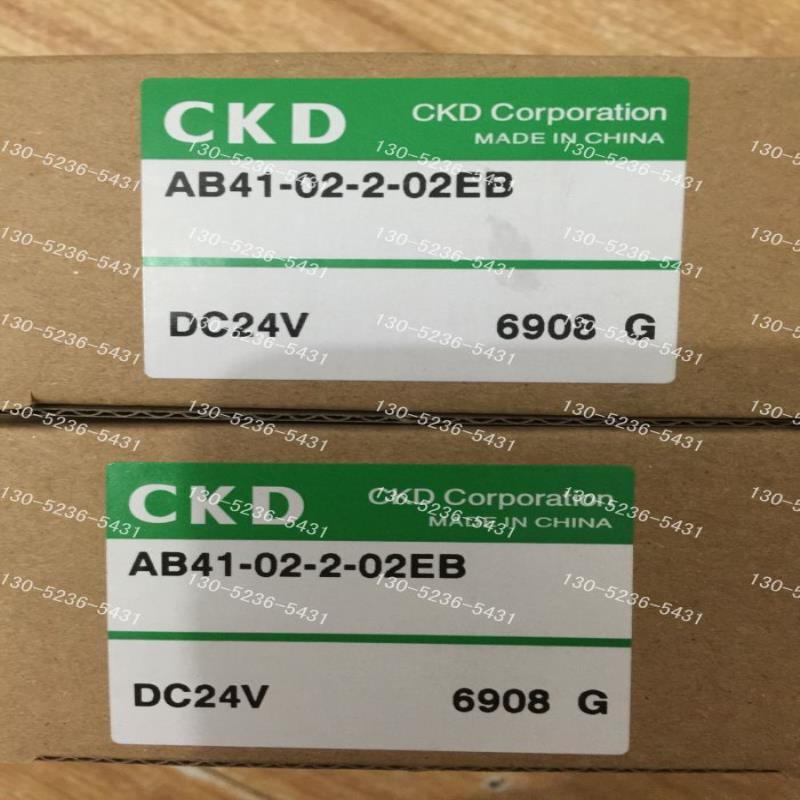 CKD
CKD Corporation
MADE IN CHINA
AB41-02-2-02EB
DC24V 6908 G
CKD
CKD Corporation
MADE IN CHINA
AB41-02-2-02EB
DC24V 6908 G
130-5236-5431